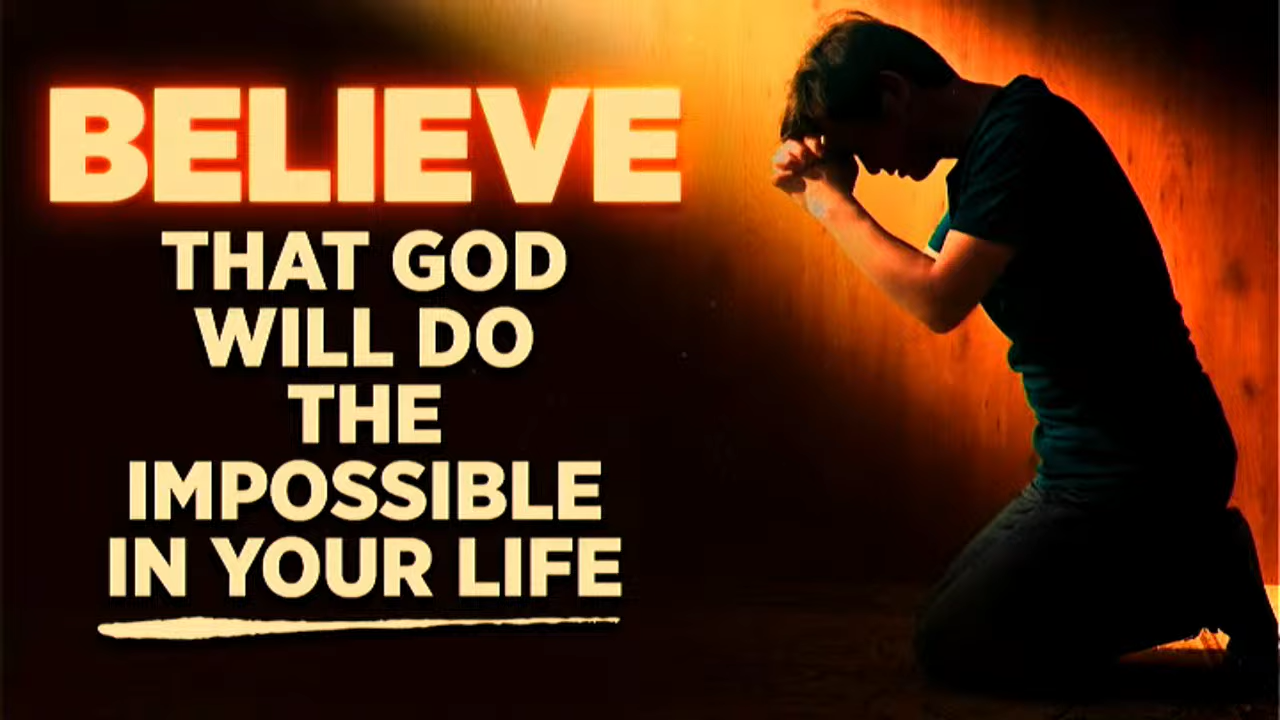 BELIEVE
THAT GOD
WILL DO
THE
IMPOSSIBLE
IN YOUR LIFE